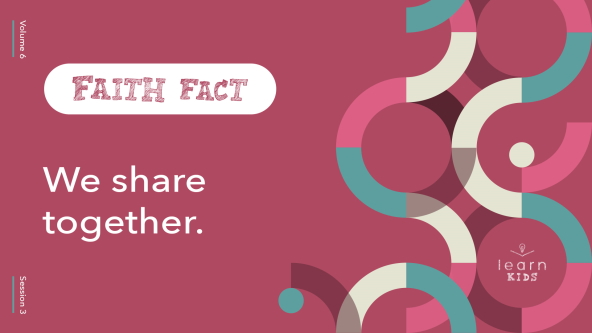 Volume 6
FAITH FACT
We share
together.
Session 3
learn
KIDS